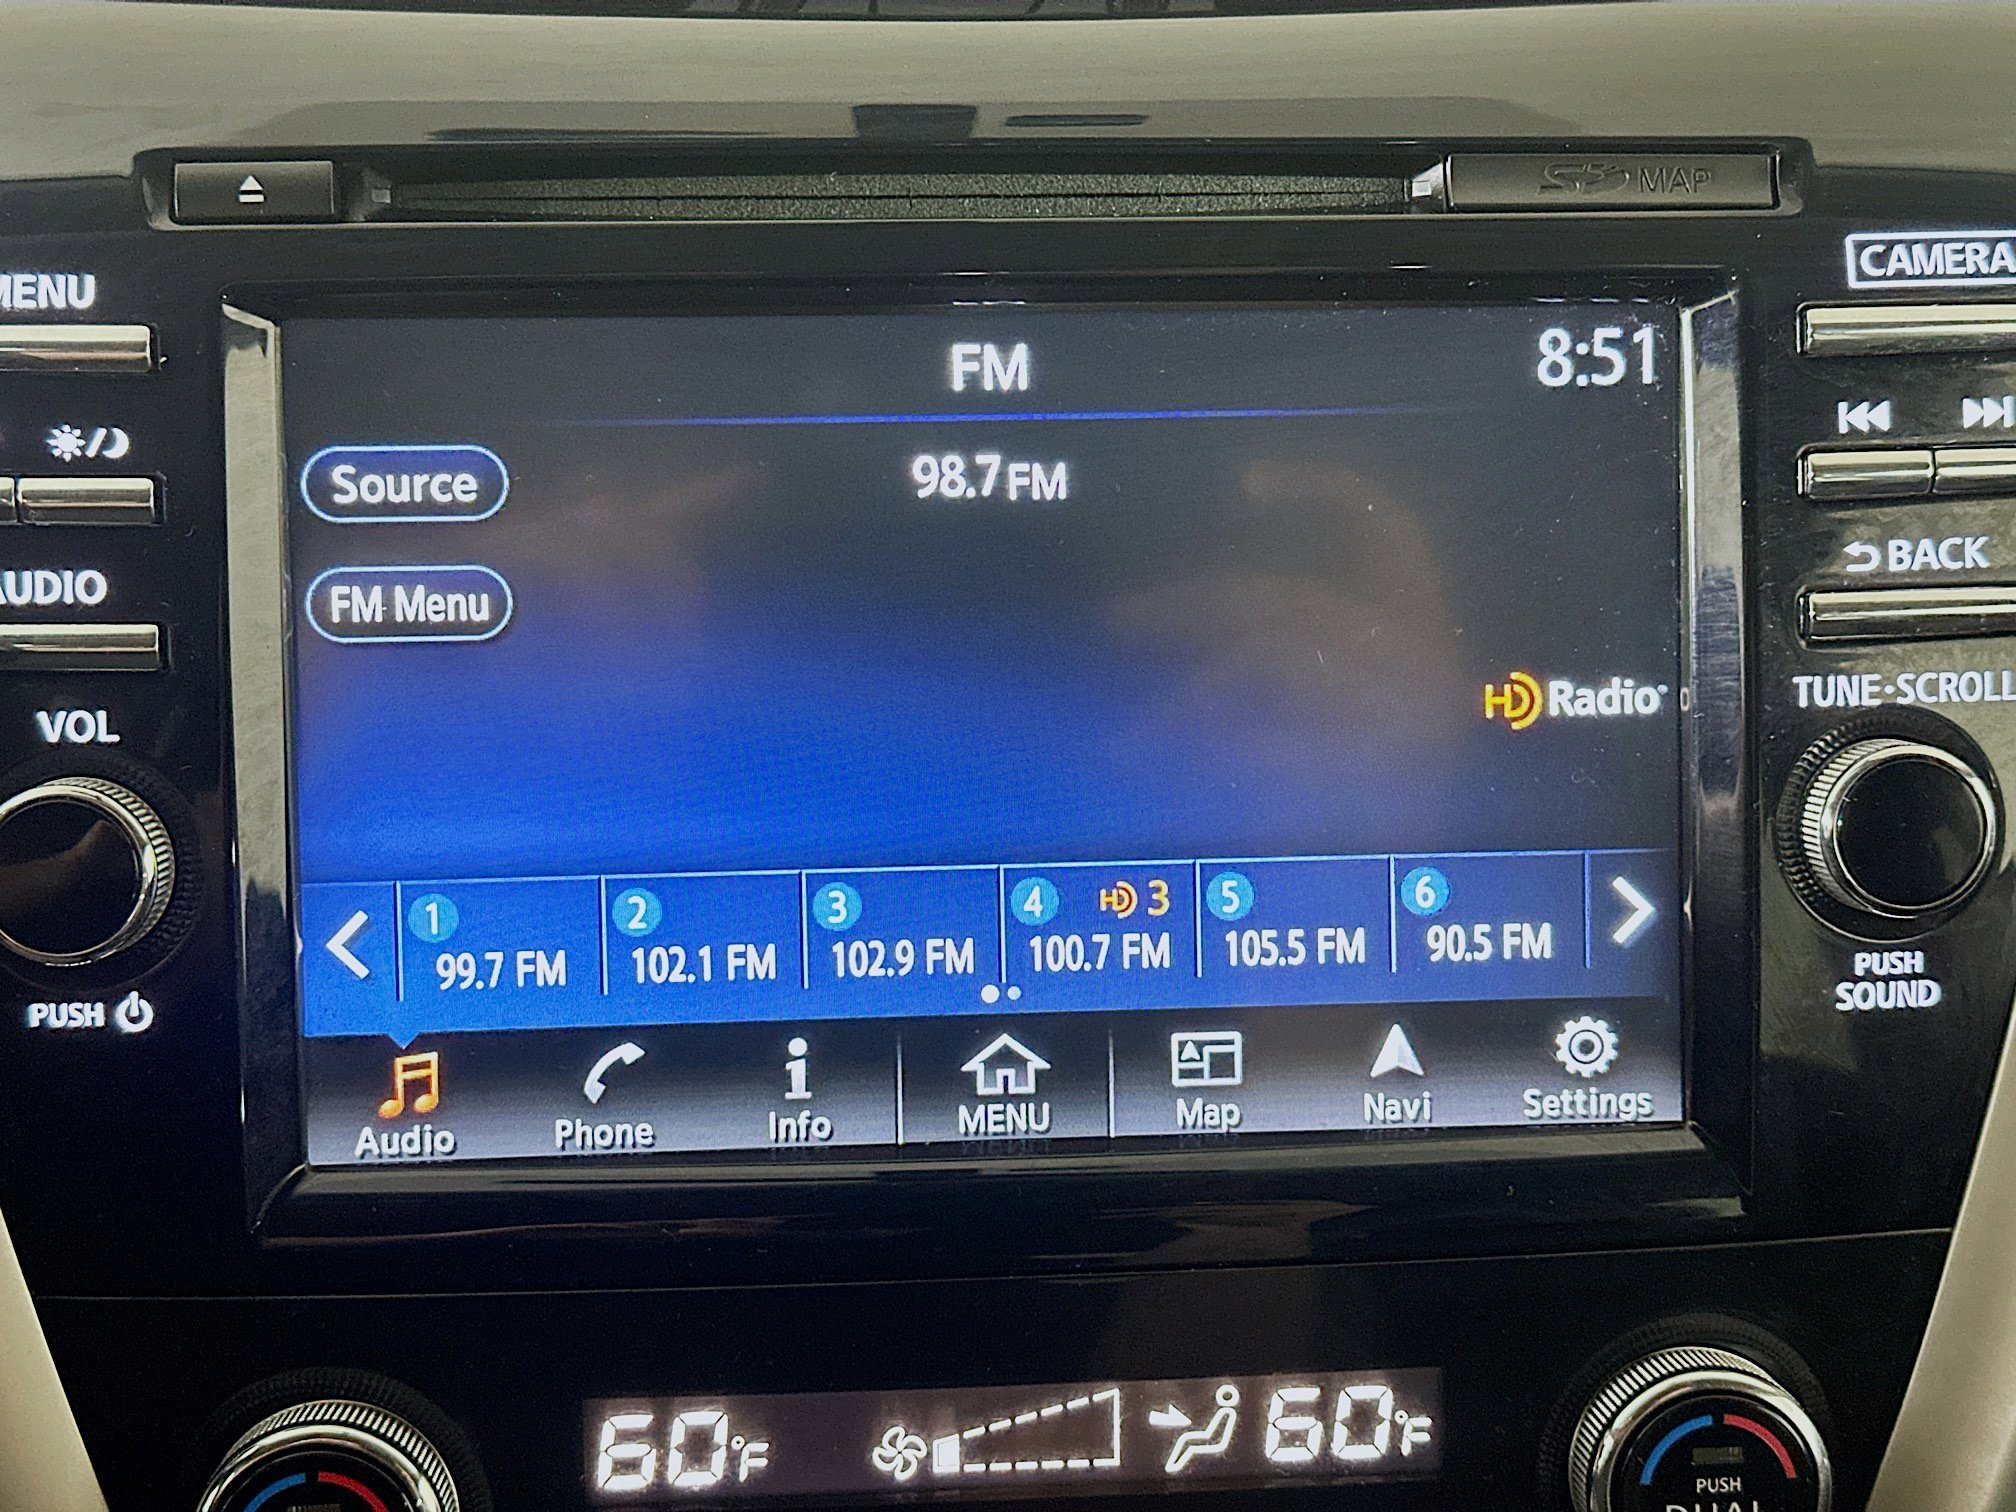 SD MAP
MENU
CAMERA
FM
8:51
Source
98.7 FM
FM Menu
AUDIO
BACK
HD Radio
TUNE·SCROLL
VOL
1
2
3
4 HD 3
5
6
99.7 FM
102.1 FM
102.9 FM
100.7 FM
105.5 FM
90.5 FM
PUSH
SOUND
PUSH
Audio
Phone
Info
MENU
Map
Navi
Settings
60°F
60°F
PUSH
DUAL